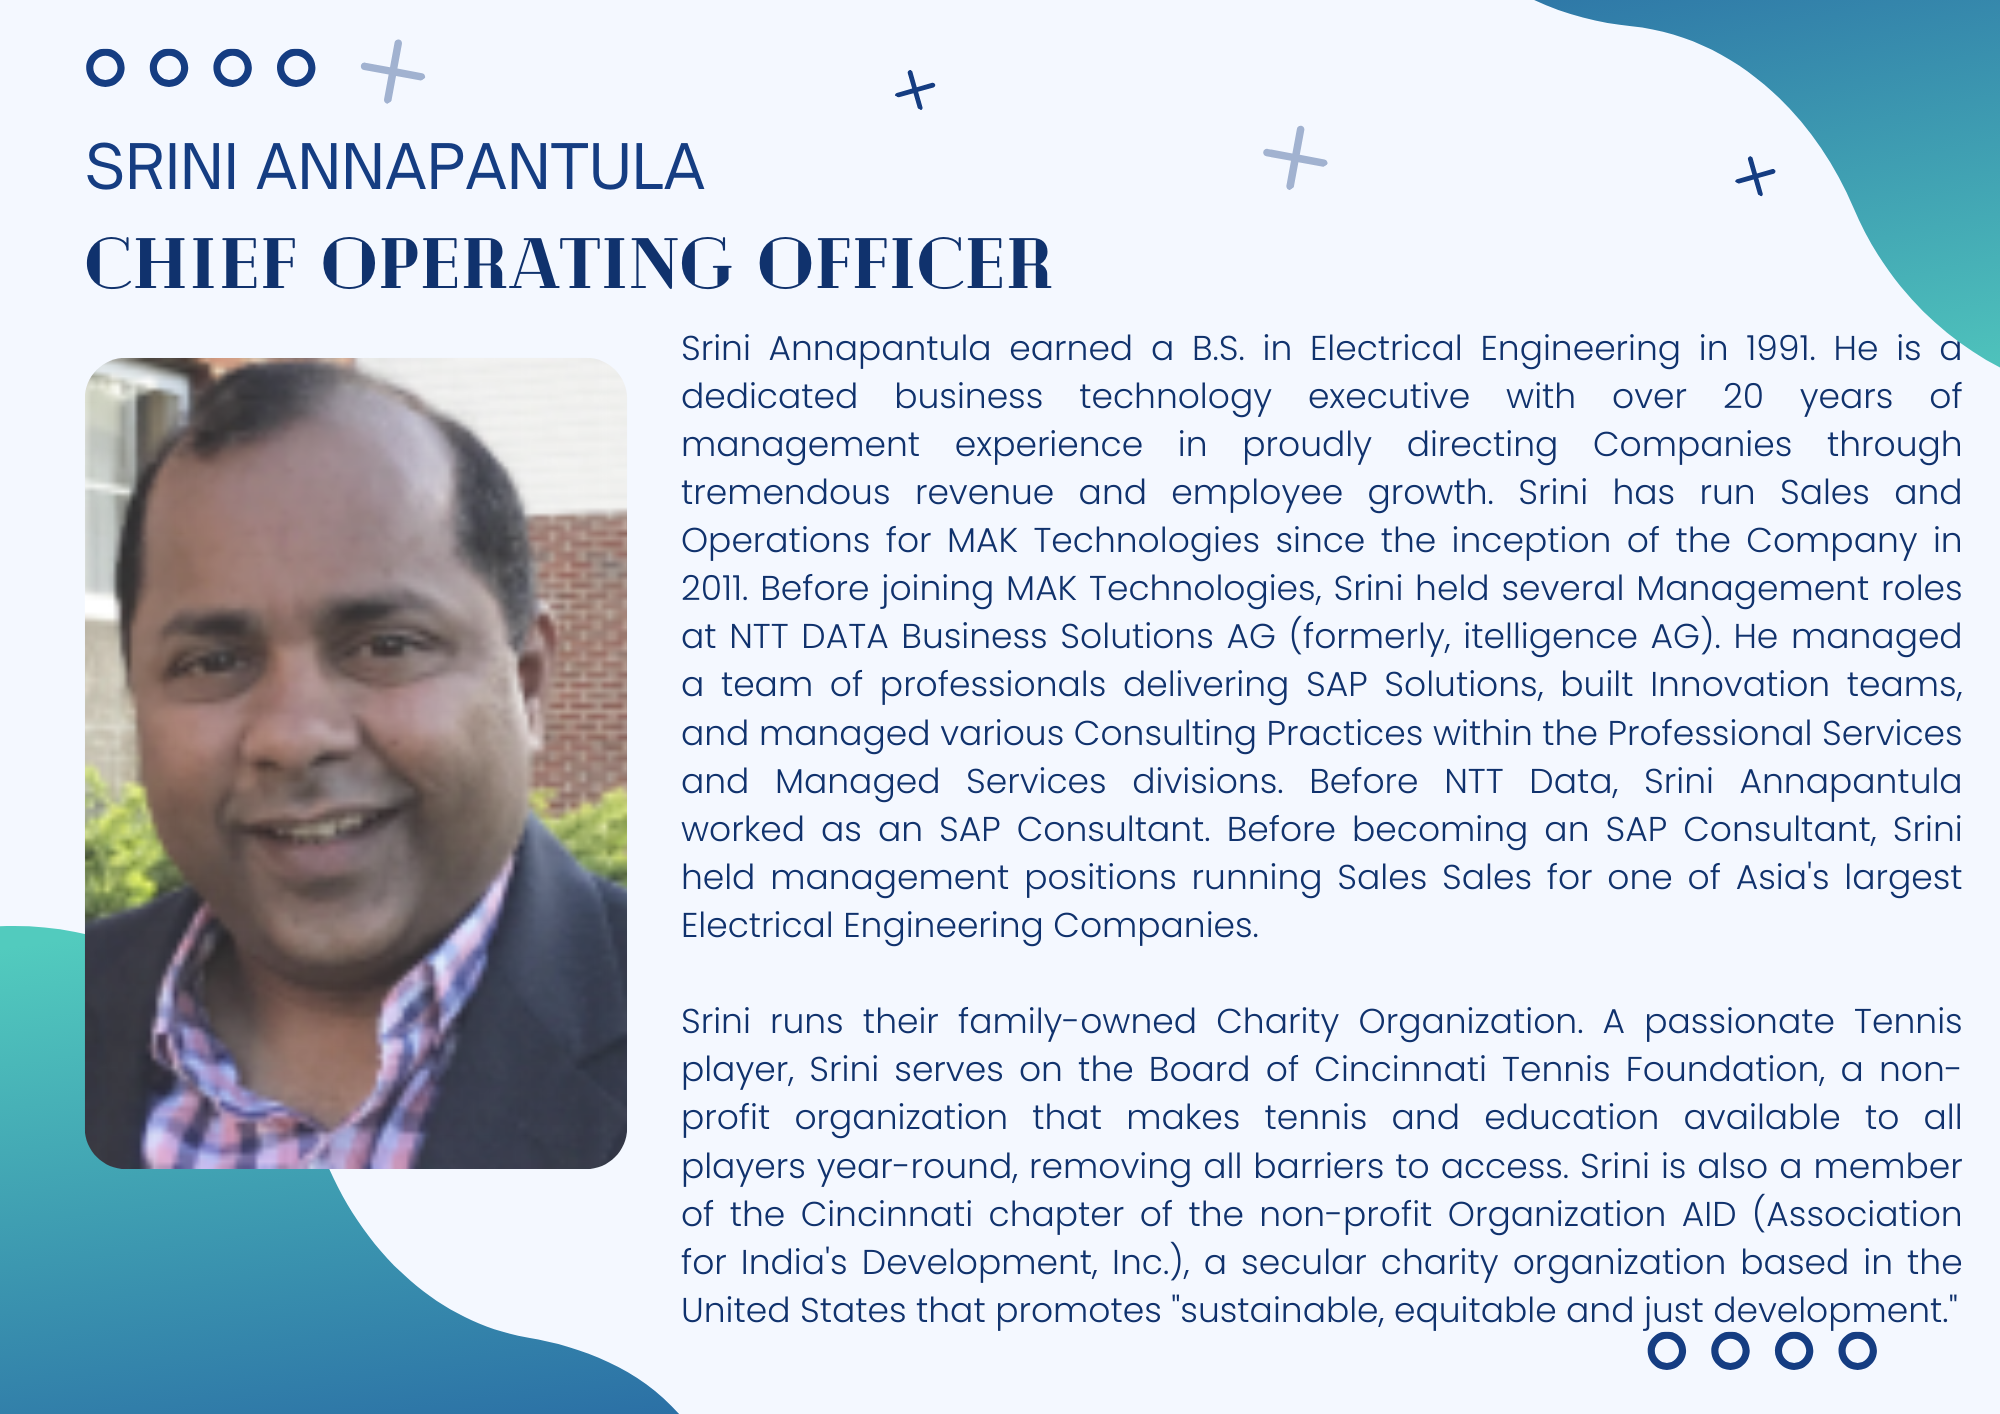 SRINI ANNAPANTULA
CHIEF OPERATING OFFICER
Srini Annapantula earned a B.S. in Electrical Engineering in 1991. He is a
dedicated business technology executive with over 20 years of
management experience in proudly directing Companies through
tremendous revenue and employee growth. Srini has run Sales and
Operations for MAK Technologies since the inception of the Company in
2011. Before joining MAK Technologies, Srini held several Management roles
at NTT DATA Business Solutions AG (formerly, itelligence AG). He managed
a team of professionals delivering SAP Solutions, built Innovation teams,
and managed various Consulting Practices within the Professional Services
and Managed Services divisions. Before NTT Data, Srini Annapantula
worked as an SAP Consultant. Before becoming an SAP Consultant, Srini
held management positions running Sales Sales for one of Asia's largest
Electrical Engineering Companies.
Srini runs their family-owned Charity Organization. A passionate Tennis
player, Srini serves on the Board of Cincinnati Tennis Foundation, a non-
profit organization that makes tennis and education available to all
players year-round, removing all barriers to access. Srini is also a member
of the Cincinnati chapter of the non-profit Organization AID (Association
for India's Development, Inc.), a secular charity organization based in the
United States that promotes "sustainable, equitable and just development."